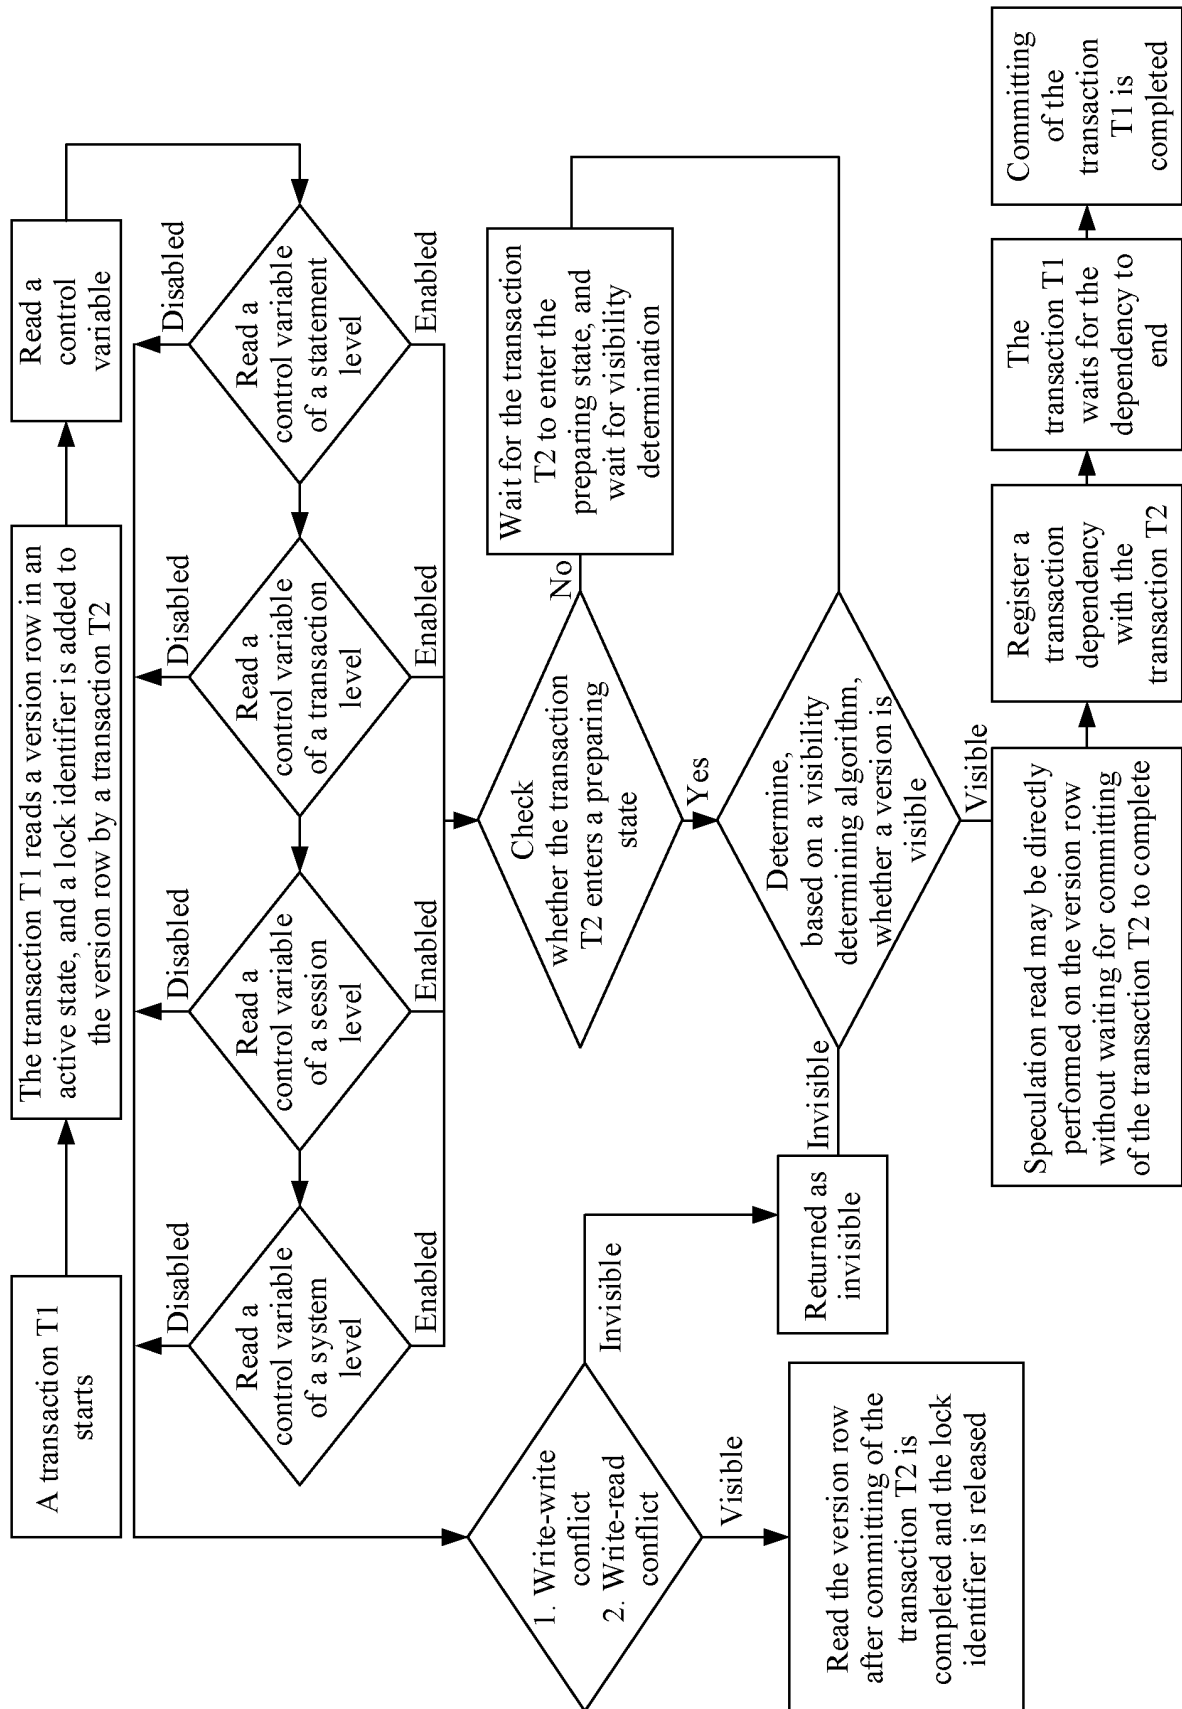 A transaction T1
starts
The transaction T1 reads a version row in an
active state, and a lock identifier is added to
the version row by a transaction T2
Read a
control
variable
Disabled
Read a
control variable
of a system
level
Enabled
Disabled
Read a
control variable
of a session
level
Enabled
Disabled
Read a
control variable
of a transaction
level
Enabled
Disabled
Read a
control variable
of a statement
level
Enabled
1. Write-write
conflict
2. Write-read
conflict
Invisible
Visible
Check
whether the transaction
T2 enters a preparing
state
No
Yes
Wait for the transaction
T2 to enter the
preparing state, and
wait for visibility
determination
Returned as
invisible
Invisible
Determine,
based on a visibility
determining algorithm,
whether a version is
visible
Visible
Read the version row
after committing of the
transaction T2 is
completed and the lock
identifier is released
Speculation read may be directly
performed on the version row
without waiting for committing
of the transaction T2 to complete
Register a
transaction
dependency
with the
transaction T2
The
transaction T1
waits for the
dependency to
end
Committing
of the
transaction
T1 is
completed